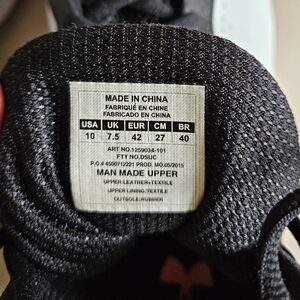 MADE IN CHINA
FABRIQUÉ EN CHINE
FABRICADO EN CHINA
USA UK EUR CM BR
10 7.5 42 27 40
ART NO.1259034-101
FTY NO.DSUC
P.O.# 4500712221 PROD. MO.05/2015
MAN MADE UPPER
UPPER:LEATHER+TEXTILE
UPPER LINING:TEXTILE
OUTSOLE:RUBBER